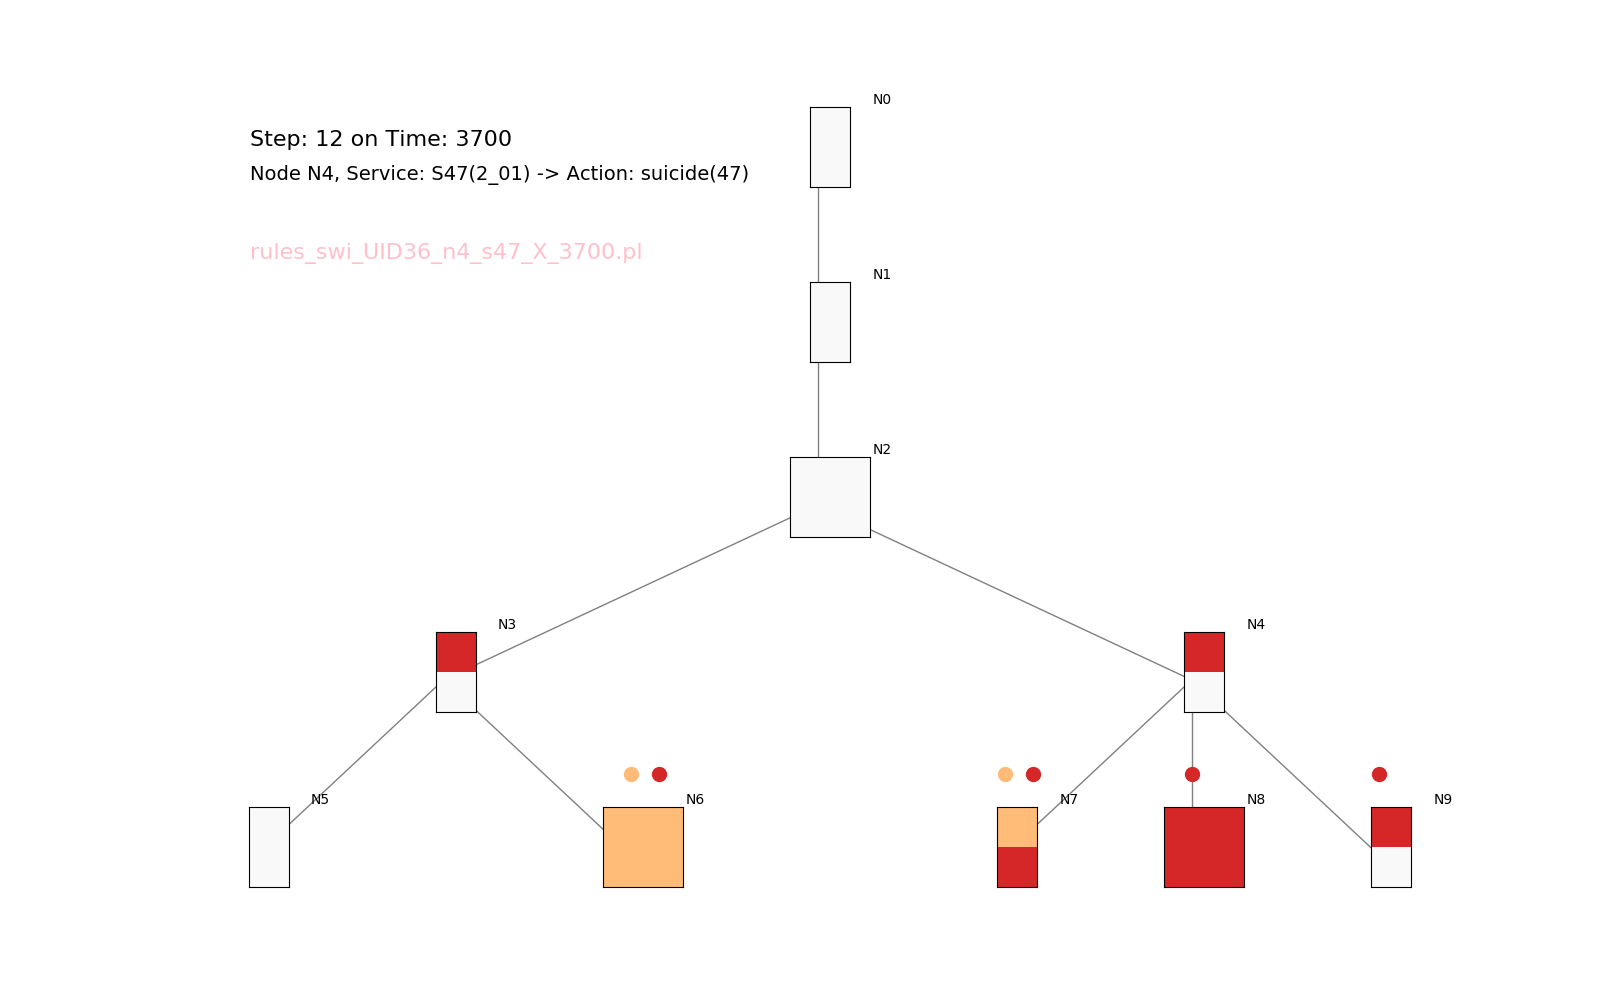 N0
Step: 12 on Time: 3700
Node N4, Service: S47(2_01) -> Action: suicide(47)
rules_swi_UID36_n4_s47_X_3700.pl
N1
N2
N3
N4
N5
N6
N7
N8
N9